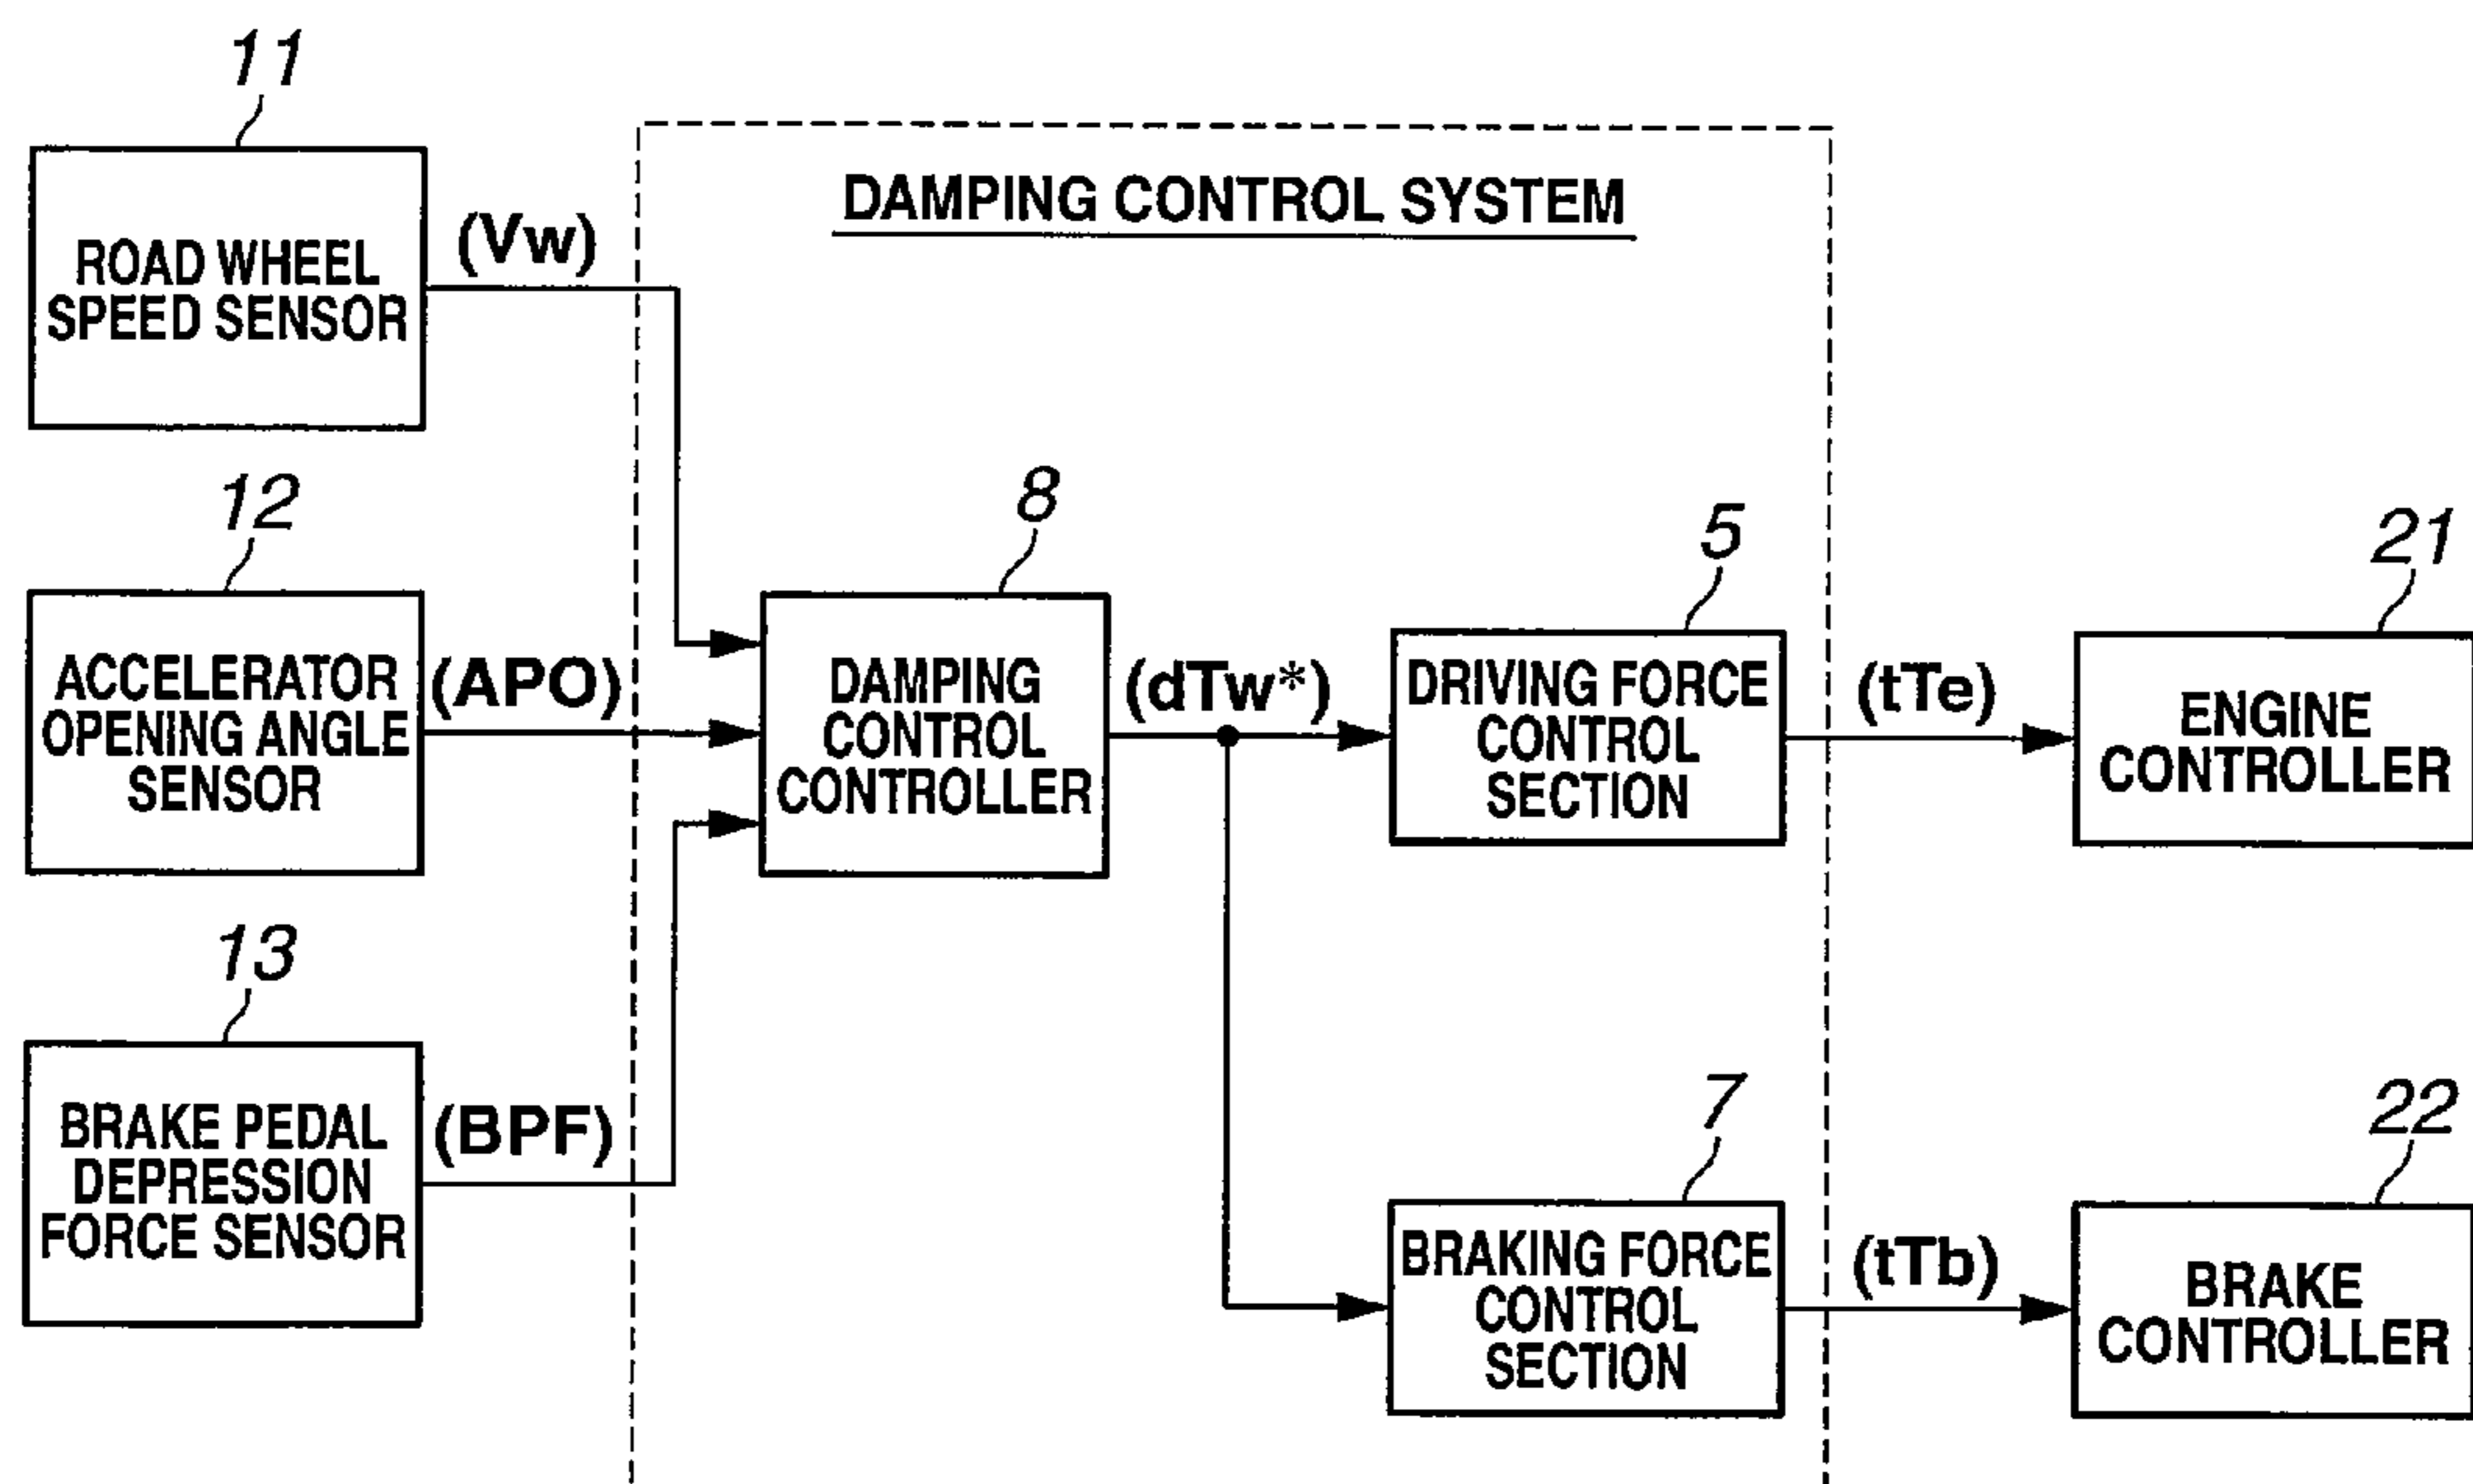 11
ROAD WHEEL
SPEED SENSOR
(Vw)
DAMPING CONTROL SYSTEM
12
ACCELERATOR
OPENING ANGLE
SENSOR
(APO)
8
DAMPING
CONTROL
CONTROLLER
(dTw*)
5
DRIVING FORCE
CONTROL
SECTION
(tTe)
21
ENGINE
CONTROLLER
13
BRAKE PEDAL
DEPRESSION
FORCE SENSOR
(BPF)
7
BRAKING FORCE
CONTROL
SECTION
(tTb)
22
BRAKE
CONTROLLER